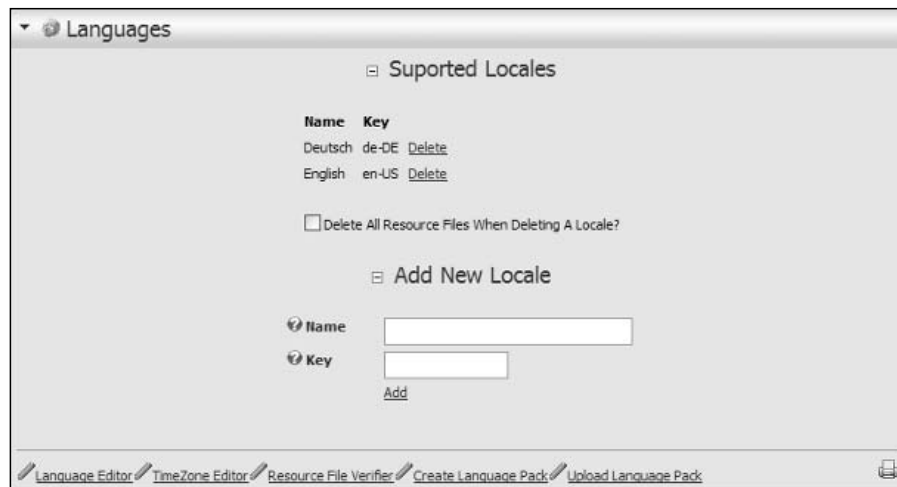 Languages
Suported Locales
Name Key
Deutsch de-DE Delete
English en-US Delete
Delete All Resource Files When Deleting A Locale?
Add New Locale
Name
Key
Add
Language Editor TimeZone Editor Resource File Verifier Create Language Pack Upload Language Pack